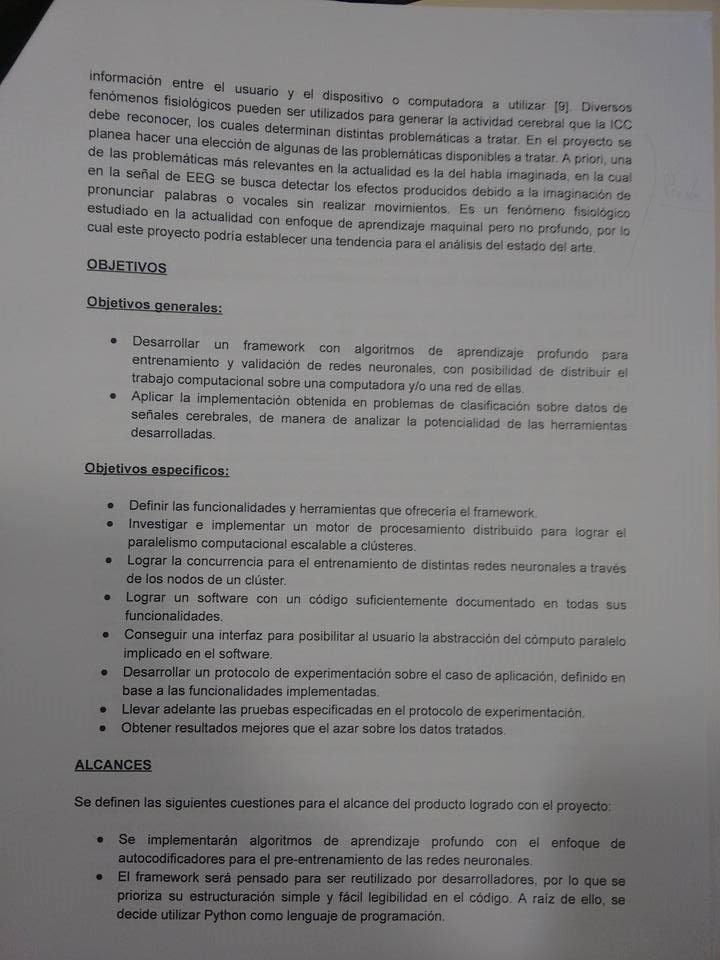 información entre el usuario y el dispositivo o computadora a utilizar [9]. Diversos
fenómenos fisiológicos pueden ser utilizados para generar la actividad cerebral que la ICC
debe reconocer, los cuales determinan distintas problemáticas a tratar. En el proyecto se
planea hacer una elección de algunas de las problemáticas disponibles a tratar. A priori, una
de las problemáticas más relevantes en la actualidad es la del habla imaginada, en la cual
en la señal de EEG se busca detectar los efectos producidos debido a la imaginación de
pronunciar palabras o vocales sin realizar movimientos. Es un fenómeno fisiológico
estudiado en la actualidad con enfoque de aprendizaje maquinal pero no profundo, por lo
cual este proyecto podría establecer una tendencia para el análisis del estado del arte.
OBJETIVOS
Objetivos generales:
• Desarrollar un framework con algoritmos de aprendizaje profundo para
entrenamiento y validación de redes neuronales, con posibilidad de distribuir el
trabajo computacional sobre una computadora y/o una red de ellas.
• Aplicar la implementación obtenida en problemas de clasificación sobre datos de
señales cerebrales, de manera de analizar la potencialidad de las herramientas
desarrolladas.
Objetivos específicos:
• Definir las funcionalidades y herramientas que ofrecería el framework.
• Investigar e implementar un motor de procesamiento distribuido para lograr el
paralelismo computacional escalable a clústeres.
• Lograr la concurrencia para el entrenamiento de distintas redes neuronales a través
de los nodos de un clúster.
• Lograr un software con un código suficientemente documentado en todas sus
funcionalidades.
• Conseguir una interfaz para posibilitar al usuario la abstracción del cómputo paralelo
implicado en el software.
• Desarrollar un protocolo de experimentación sobre el caso de aplicación, definido en
base a las funcionalidades implementadas.
• Llevar adelante las pruebas especificadas en el protocolo de experimentación.
• Obtener resultados mejores que el azar sobre los datos tratados.
ALCANCES
Se definen las siguientes cuestiones para el alcance del producto logrado con el proyecto:
• Se implementarán algoritmos de aprendizaje profundo con el enfoque de
autocodificadores para el pre-entrenamiento de las redes neuronales.
• El framework será pensado para ser reutilizado por desarrolladores, por lo que se
prioriza su estructuración simple y fácil legibilidad en el código. A raíz de ello, se
decide utilizar Python como lenguaje de programación.